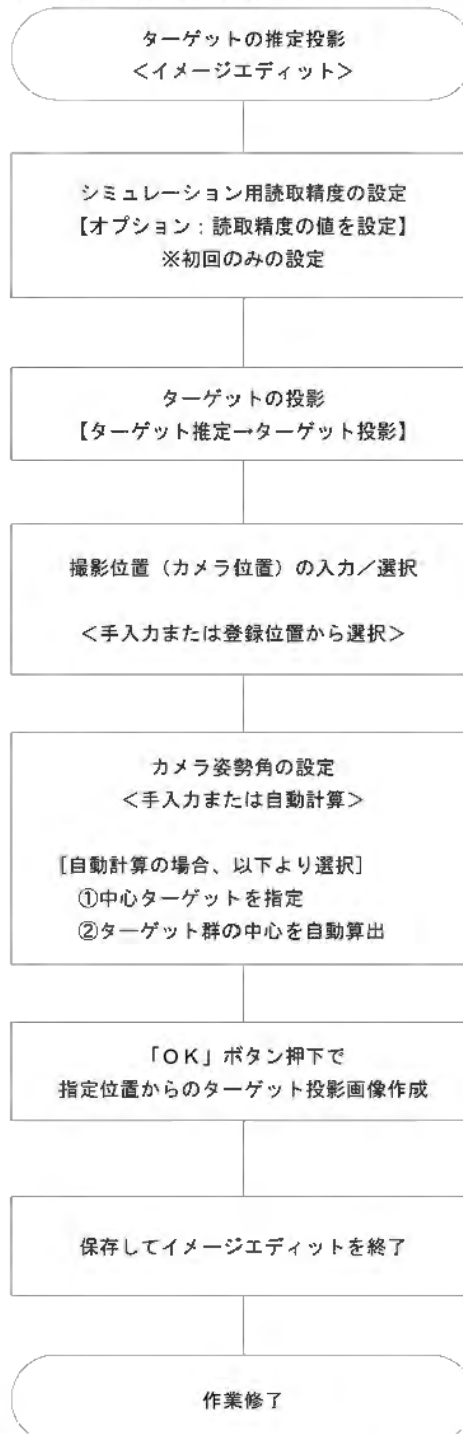 ターゲットの推定投影
＜イメージエディット＞
シミュレーション用読取精度の設定
【オプション：読取精度の値を設定】
※初回のみの設定
ターゲットの投影
【ターゲット推定→ターゲット投影】
撮影位置（カメラ位置）の入力／選択
＜手入力または登録位置から選択＞
カメラ姿勢角の設定
＜手入力または自動計算＞
[自動計算の場合、以下より選択]
①中心ターゲットを指定
②ターゲット群の中心を自動算出
「ＯＫ」ボタン押下で
指定位置からのターゲット投影画像作成
保存してイメージエディットを終了
作業修了